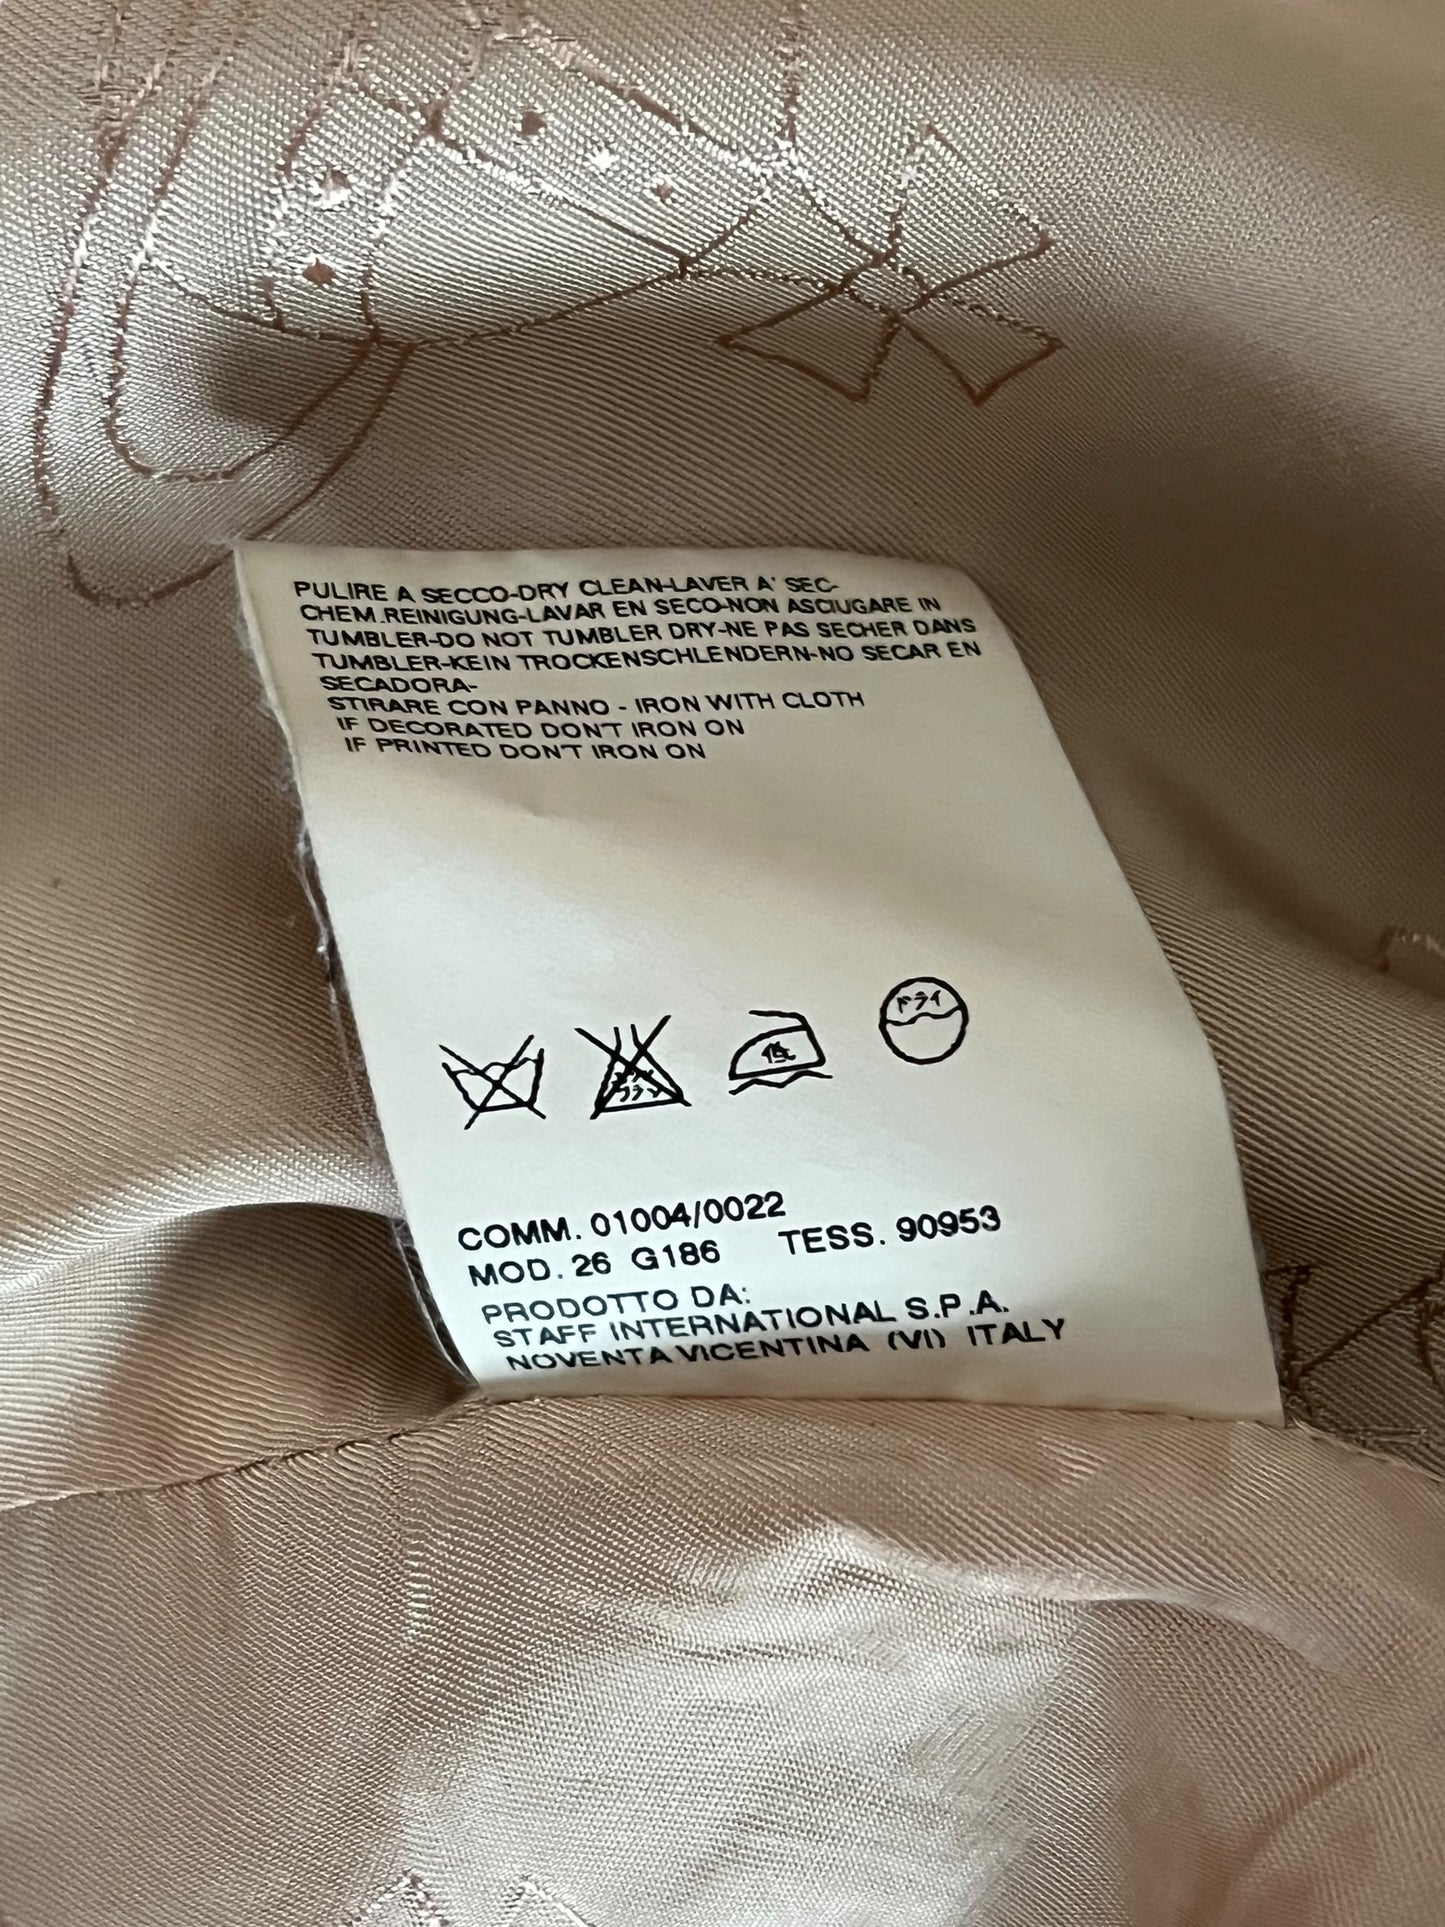 PULIRE A SECCO-DRY CLEAN-LAVER A' SEC-
CHEM.REINIGUNG-LAVAR EN SECO-NON ASCIUGARE IN
TUMBLER-DO NOT TUMBLER DRY-NE PAS SECHER DANS
TUMBLER-KEIN TROCKENSCHLENDERN-NO SECAR EN
SECADORA-
STIRARE CON PANNO - IRON WITH CLOTH
IF DECORATED DON'T IRON ON
IF PRINTED DON'T IRON ON
ドライ
低
COMM. 01004/0022
MOD. 26 G186 TESS. 90953
PRODOTTO DA:
STAFF INTERNATIONAL S.P.A.
NOVENTA VICENTINA (VI) ITALY